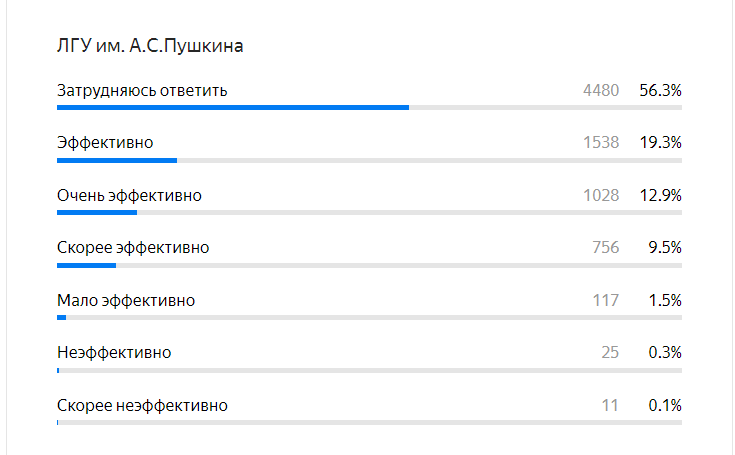 ЛГУ им. А.С.Пушкина
Затрудняюсь ответить 4480 56.3%
Эффективно 1538 19.3%
Очень эффективно 1028 12.9%
Скорее эффективно 756 9.5%
Мало эффективно 117 1.5%
Неэффективно 25 0.3%
Скорее неэффективно 11 0.1%